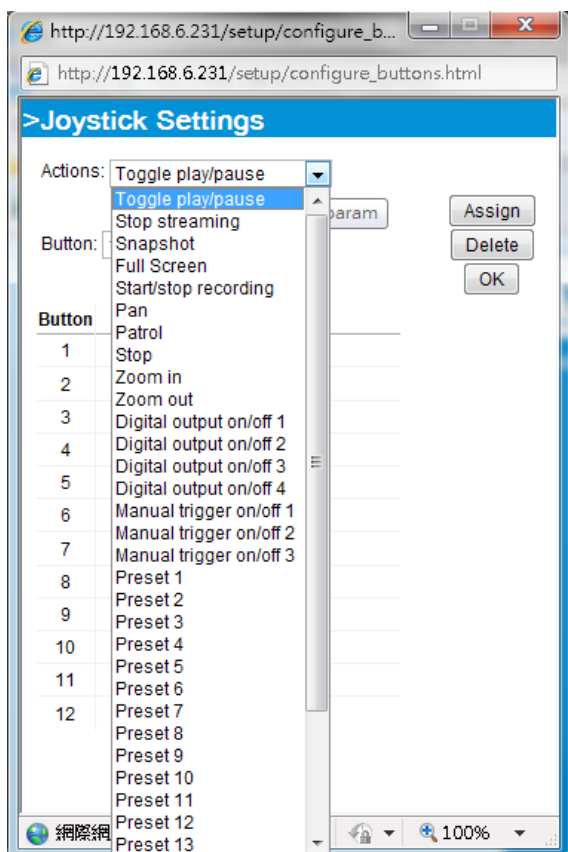 http://192.168.6.231/setup/configure_b...
http://192.168.6.231/setup/configure_buttons.html
>Joystick Settings
Actions: Toggle play/pause
Toggle play/pause
Stop streaming
Snapshot
Full Screen
Start/stop recording
Pan
Patrol
Stop
Zoom in
Zoom out
Digital output on/off 1
Digital output on/off 2
Digital output on/off 3
Digital output on/off 4
Manual trigger on/off 1
Manual trigger on/off 2
Manual trigger on/off 3
Preset 1
Preset 2
Preset 3
Preset 4
Preset 5
Preset 6
Preset 7
Preset 8
Preset 9
Preset 10
Preset 11
Preset 12
Preset 13
param
Assign
Button:
Delete
OK
Button
1
2
3
4
5
6
7
8
9
10
11
12
網際網
100%